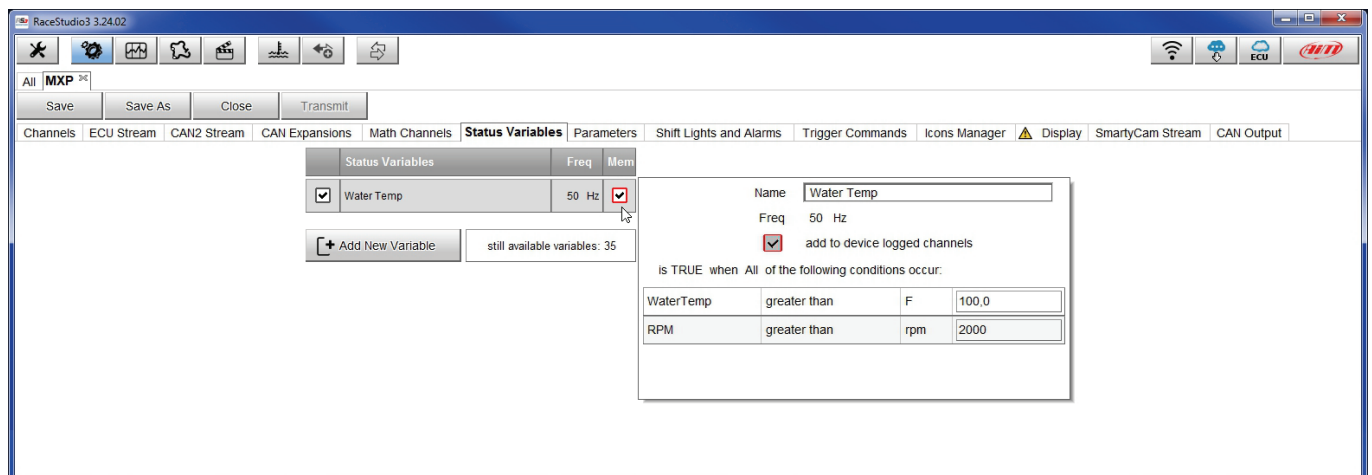 RaceStudio3 3.24.02
ECU
AiM
All MXP
Save Save As Close Transmit
Channels ECU Stream CAN2 Stream CAN Expansions Math Channels Status Variables Parameters Shift Lights and Alarms Trigger Commands Icons Manager Display SmartyCam Stream CAN Output
Status Variables Freq Mem
Water Temp 50 Hz
Add New Variable still available variables: 35
Name Water Temp
Freq 50 Hz
add to device logged channels
is TRUE when All of the following conditions occur:
WaterTemp greater than F 100,0
RPM greater than rpm 2000